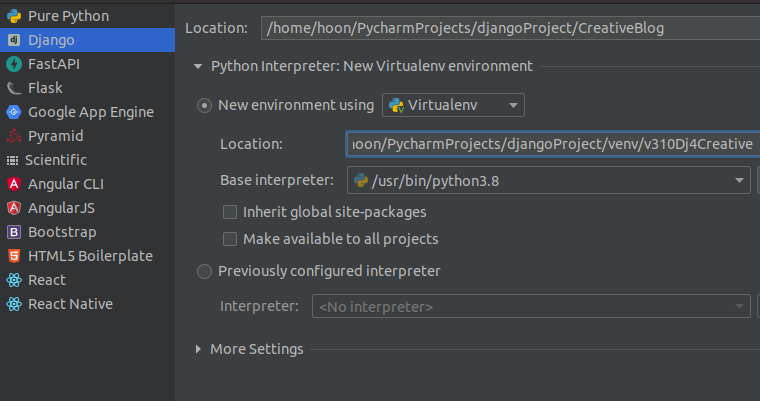 Pure Python
Django
FastAPI
Flask
Google App Engine
Pyramid
Scientific
Angular CLI
AngularJS
Bootstrap
HTML5 Boilerplate
React
React Native
Location: /home/hoon/PycharmProjects/djangoProject/CreativeBlog
Python Interpreter: New Virtualenv environment
New environment using Virtualenv
Location: hoon/PycharmProjects/djangoProject/venv/v310Dj4Creative
Base interpreter: /usr/bin/python3.8
Inherit global site-packages
Make available to all projects
Previously configured interpreter
Interpreter: <No interpreter>
More Settings